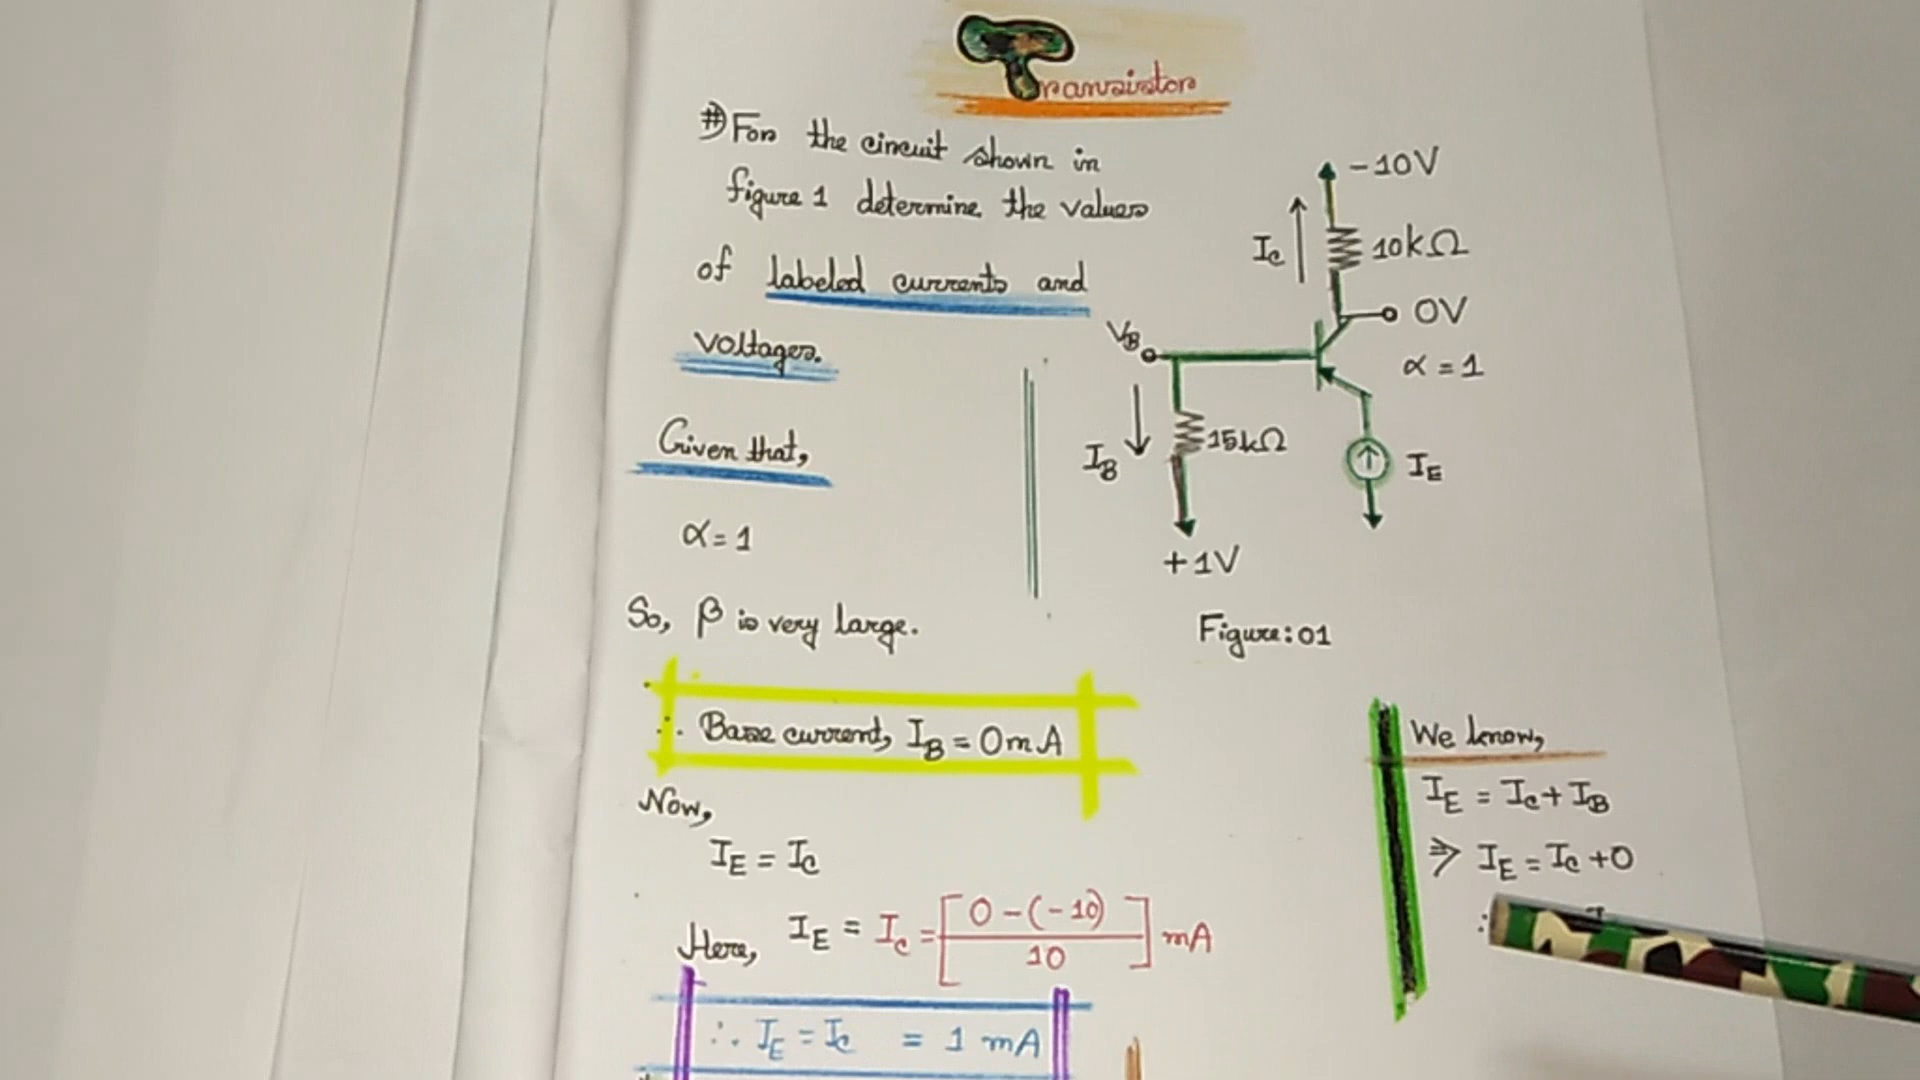 Transistor
# For the circuit shown in
figure 1 determine the values
of labeled currents and
voltages.
Given that,
α = 1
So, β is very large.
∴ Base current, IB = 0mA
Now,
IE = IC
Here, IE = IC = [0-(-10) / 10] mA
∴ IE = IC = 1 mA
-10V
IC
10kΩ
0V
VB
α = 1
IB
15kΩ
IE
+1V
Figure:01
We know,
IE = IC + IB
⇒ IE = IC + 0